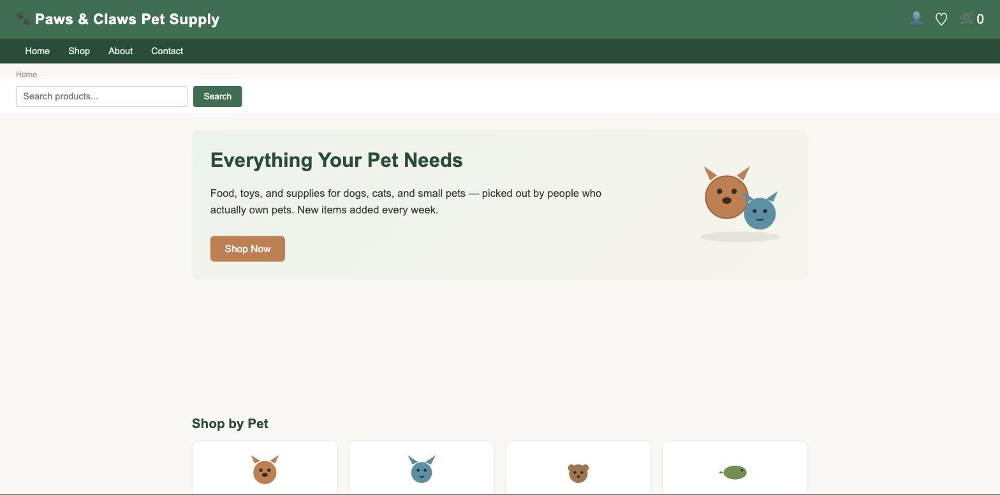 Paws & Claws Pet Supply
0
Home
Shop
About
Contact
Home
Search products...
Search
Everything Your Pet Needs
Food, toys, and supplies for dogs, cats, and small pets — picked out by people who
actually own pets. New items added every week.
Shop Now
Shop by Pet